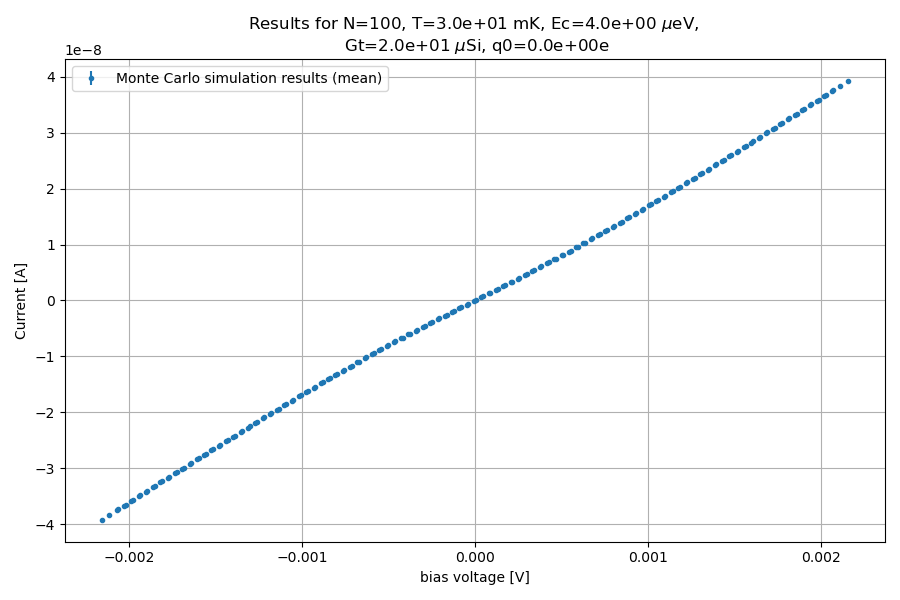 Results for N=100, T=3.0e+01 mK, Ec=4.0e+00 μeV,
Gt=2.0e+01 μSi, q0=0.0e+00e
1e−8
Monte Carlo simulation results (mean)
4
3
2
1
0
−1
−2
−3
−4
Current [A]
−0.002 −0.001 0.000 0.001 0.002
bias voltage [V]